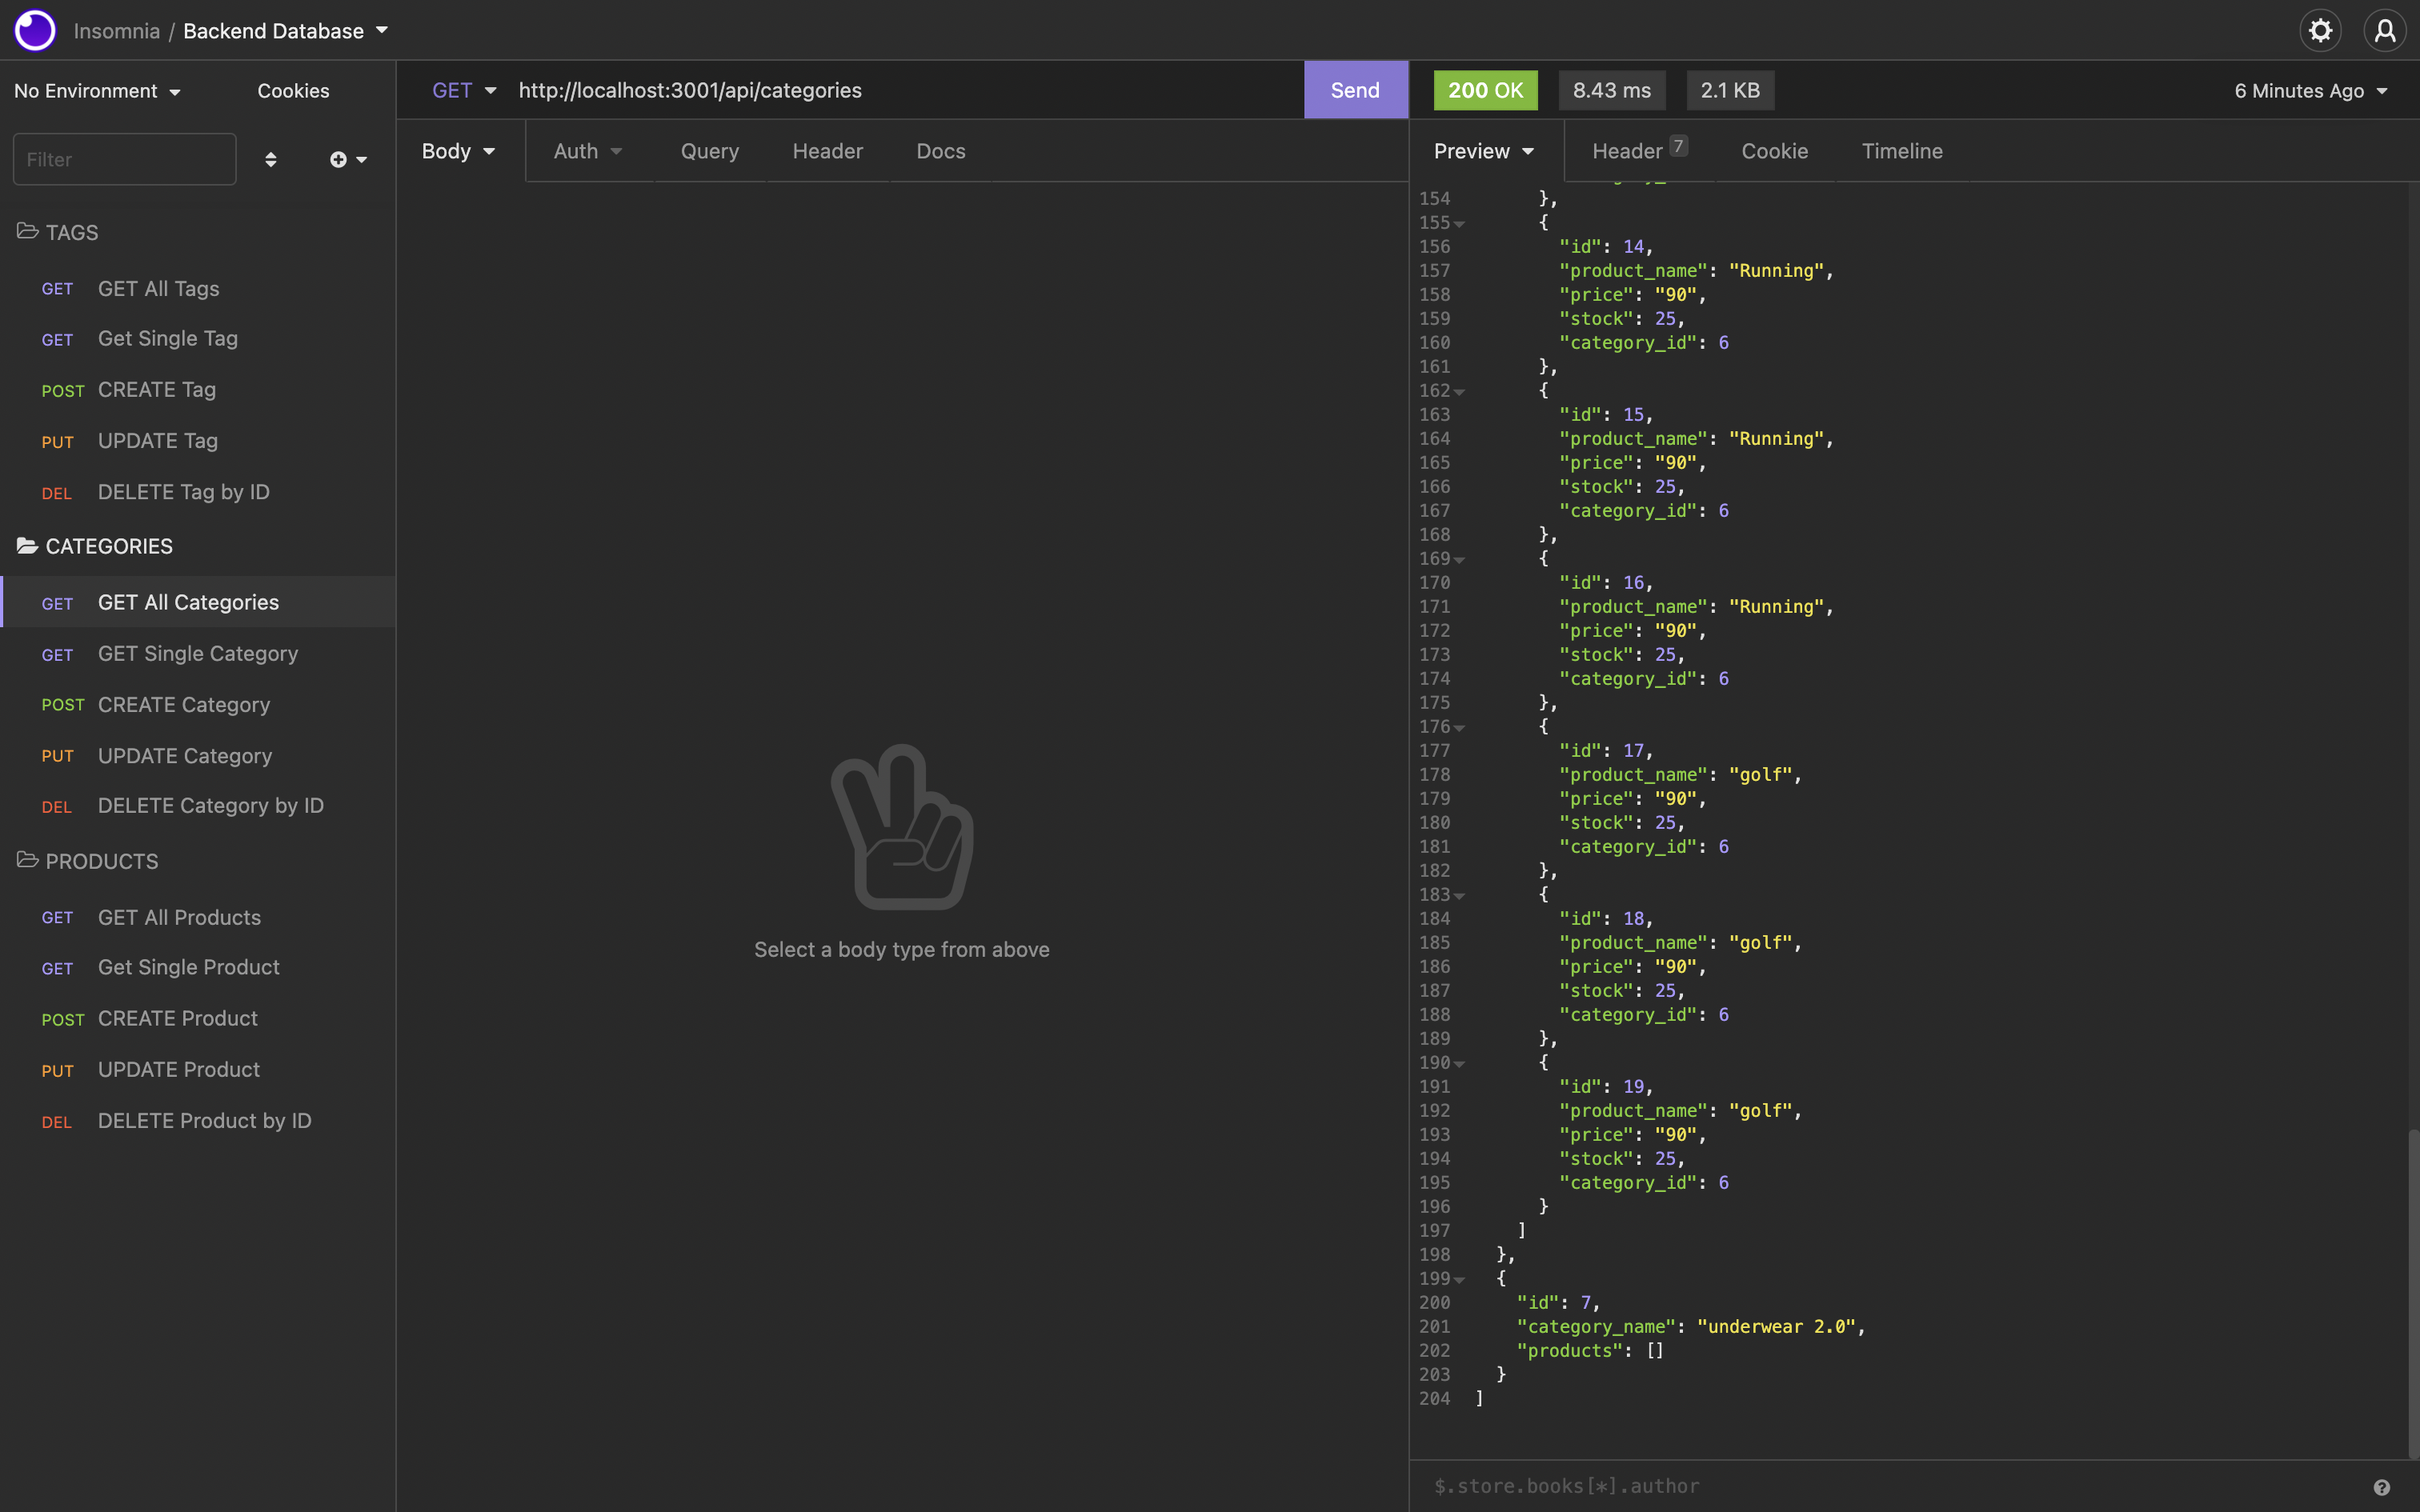 Insomnia / Backend Database
No Environment
Cookies
Filter
TAGS
GET GET All Tags
GET Get Single Tag
POST CREATE Tag
PUT UPDATE Tag
DEL DELETE Tag by ID
CATEGORIES
GET GET All Categories
GET GET Single Category
POST CREATE Category
PUT UPDATE Category
DEL DELETE Category by ID
PRODUCTS
GET GET All Products
GET Get Single Product
POST CREATE Product
PUT UPDATE Product
DEL DELETE Product by ID
GET http://localhost:3001/api/categories Send
Body Auth Query Header Docs
Select a body type from above
200 OK 8.43 ms 2.1 KB 6 Minutes Ago
Preview Header 7 Cookie Timeline
154 },
155 {
156 "id": 14,
157 "product_name": "Running",
158 "price": "90",
159 "stock": 25,
160 "category_id": 6
161 },
162 {
163 "id": 15,
164 "product_name": "Running",
165 "price": "90",
166 "stock": 25,
167 "category_id": 6
168 },
169 {
170 "id": 16,
171 "product_name": "Running",
172 "price": "90",
173 "stock": 25,
174 "category_id": 6
175 },
176 {
177 "id": 17,
178 "product_name": "golf",
179 "price": "90",
180 "stock": 25,
181 "category_id": 6
182 },
183 {
184 "id": 18,
185 "product_name": "golf",
186 "price": "90",
187 "stock": 25,
188 "category_id": 6
189 },
190 {
191 "id": 19,
192 "product_name": "golf",
193 "price": "90",
194 "stock": 25,
195 "category_id": 6
196 }
197 ]
198 },
199 {
200 "id": 7,
201 "category_name": "underwear 2.0",
202 "products": []
203 }
204 ]
$.store.books[*].author